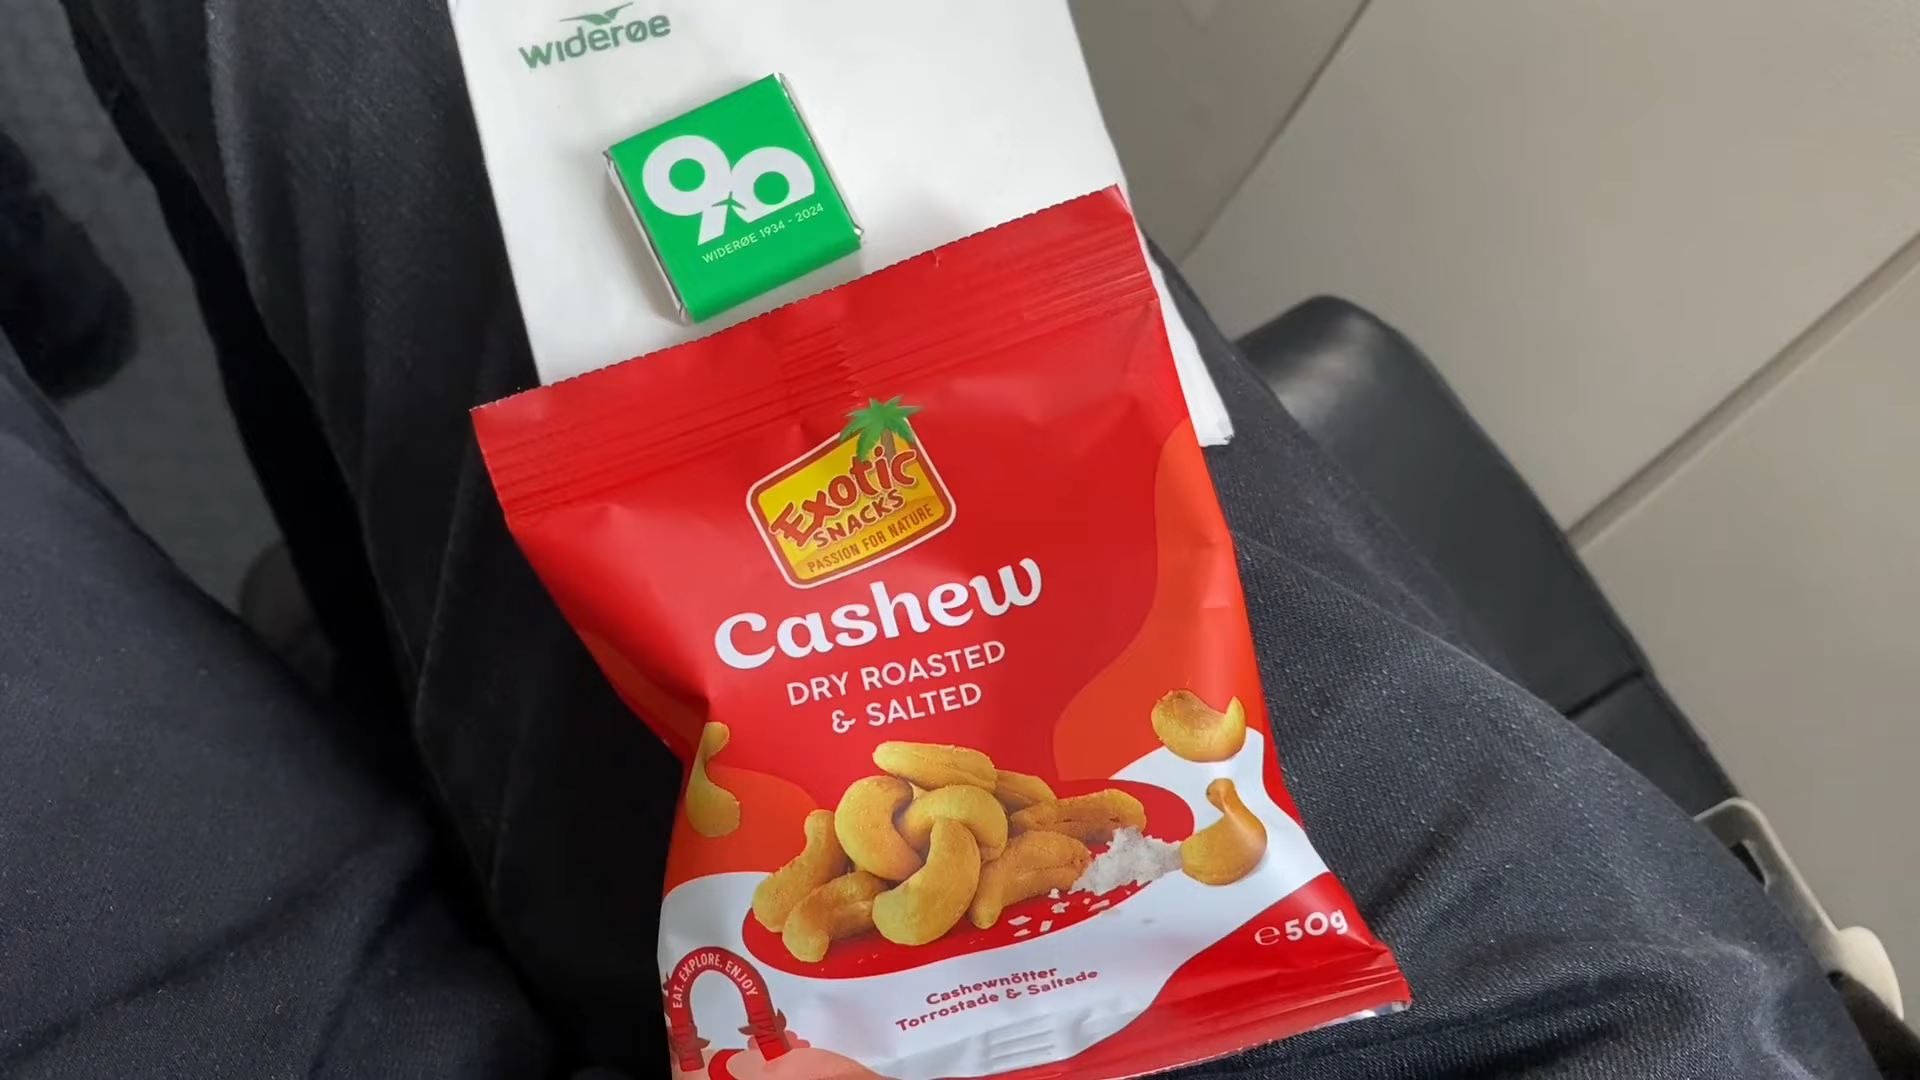 widerøe
90
WIDERØE 1934 - 2024
Exotic
SNACKS
PASSION FOR NATURE
Cashew
DRY ROASTED
& SALTED
℮50g
EAT. EXPLORE. ENJOY
Cashewnötter
Torrostade & Saltade